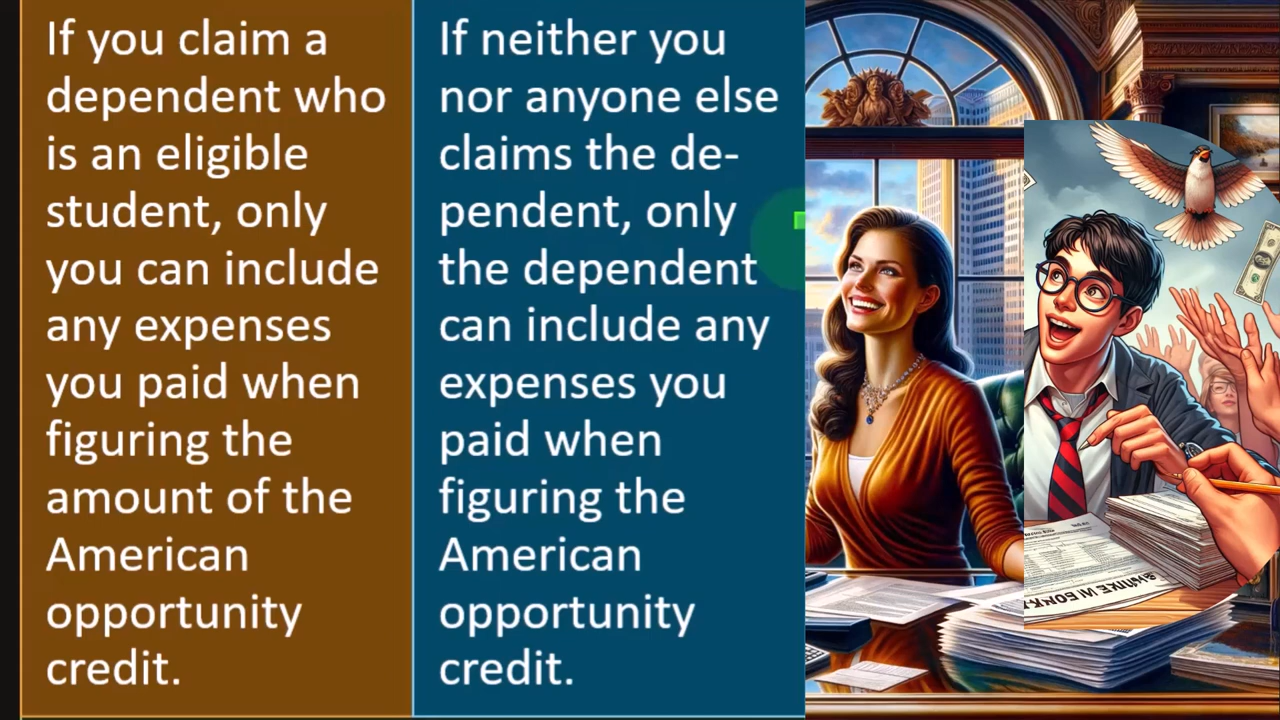 If you claim a
dependent who
is an eligible
student, only
you can include
any expenses
you paid when
figuring the
amount of the
American
opportunity
credit.
If neither you
nor anyone else
claims the de-
pendent, only
the dependent
can include any
expenses you
paid when
figuring the
American
opportunity
credit.